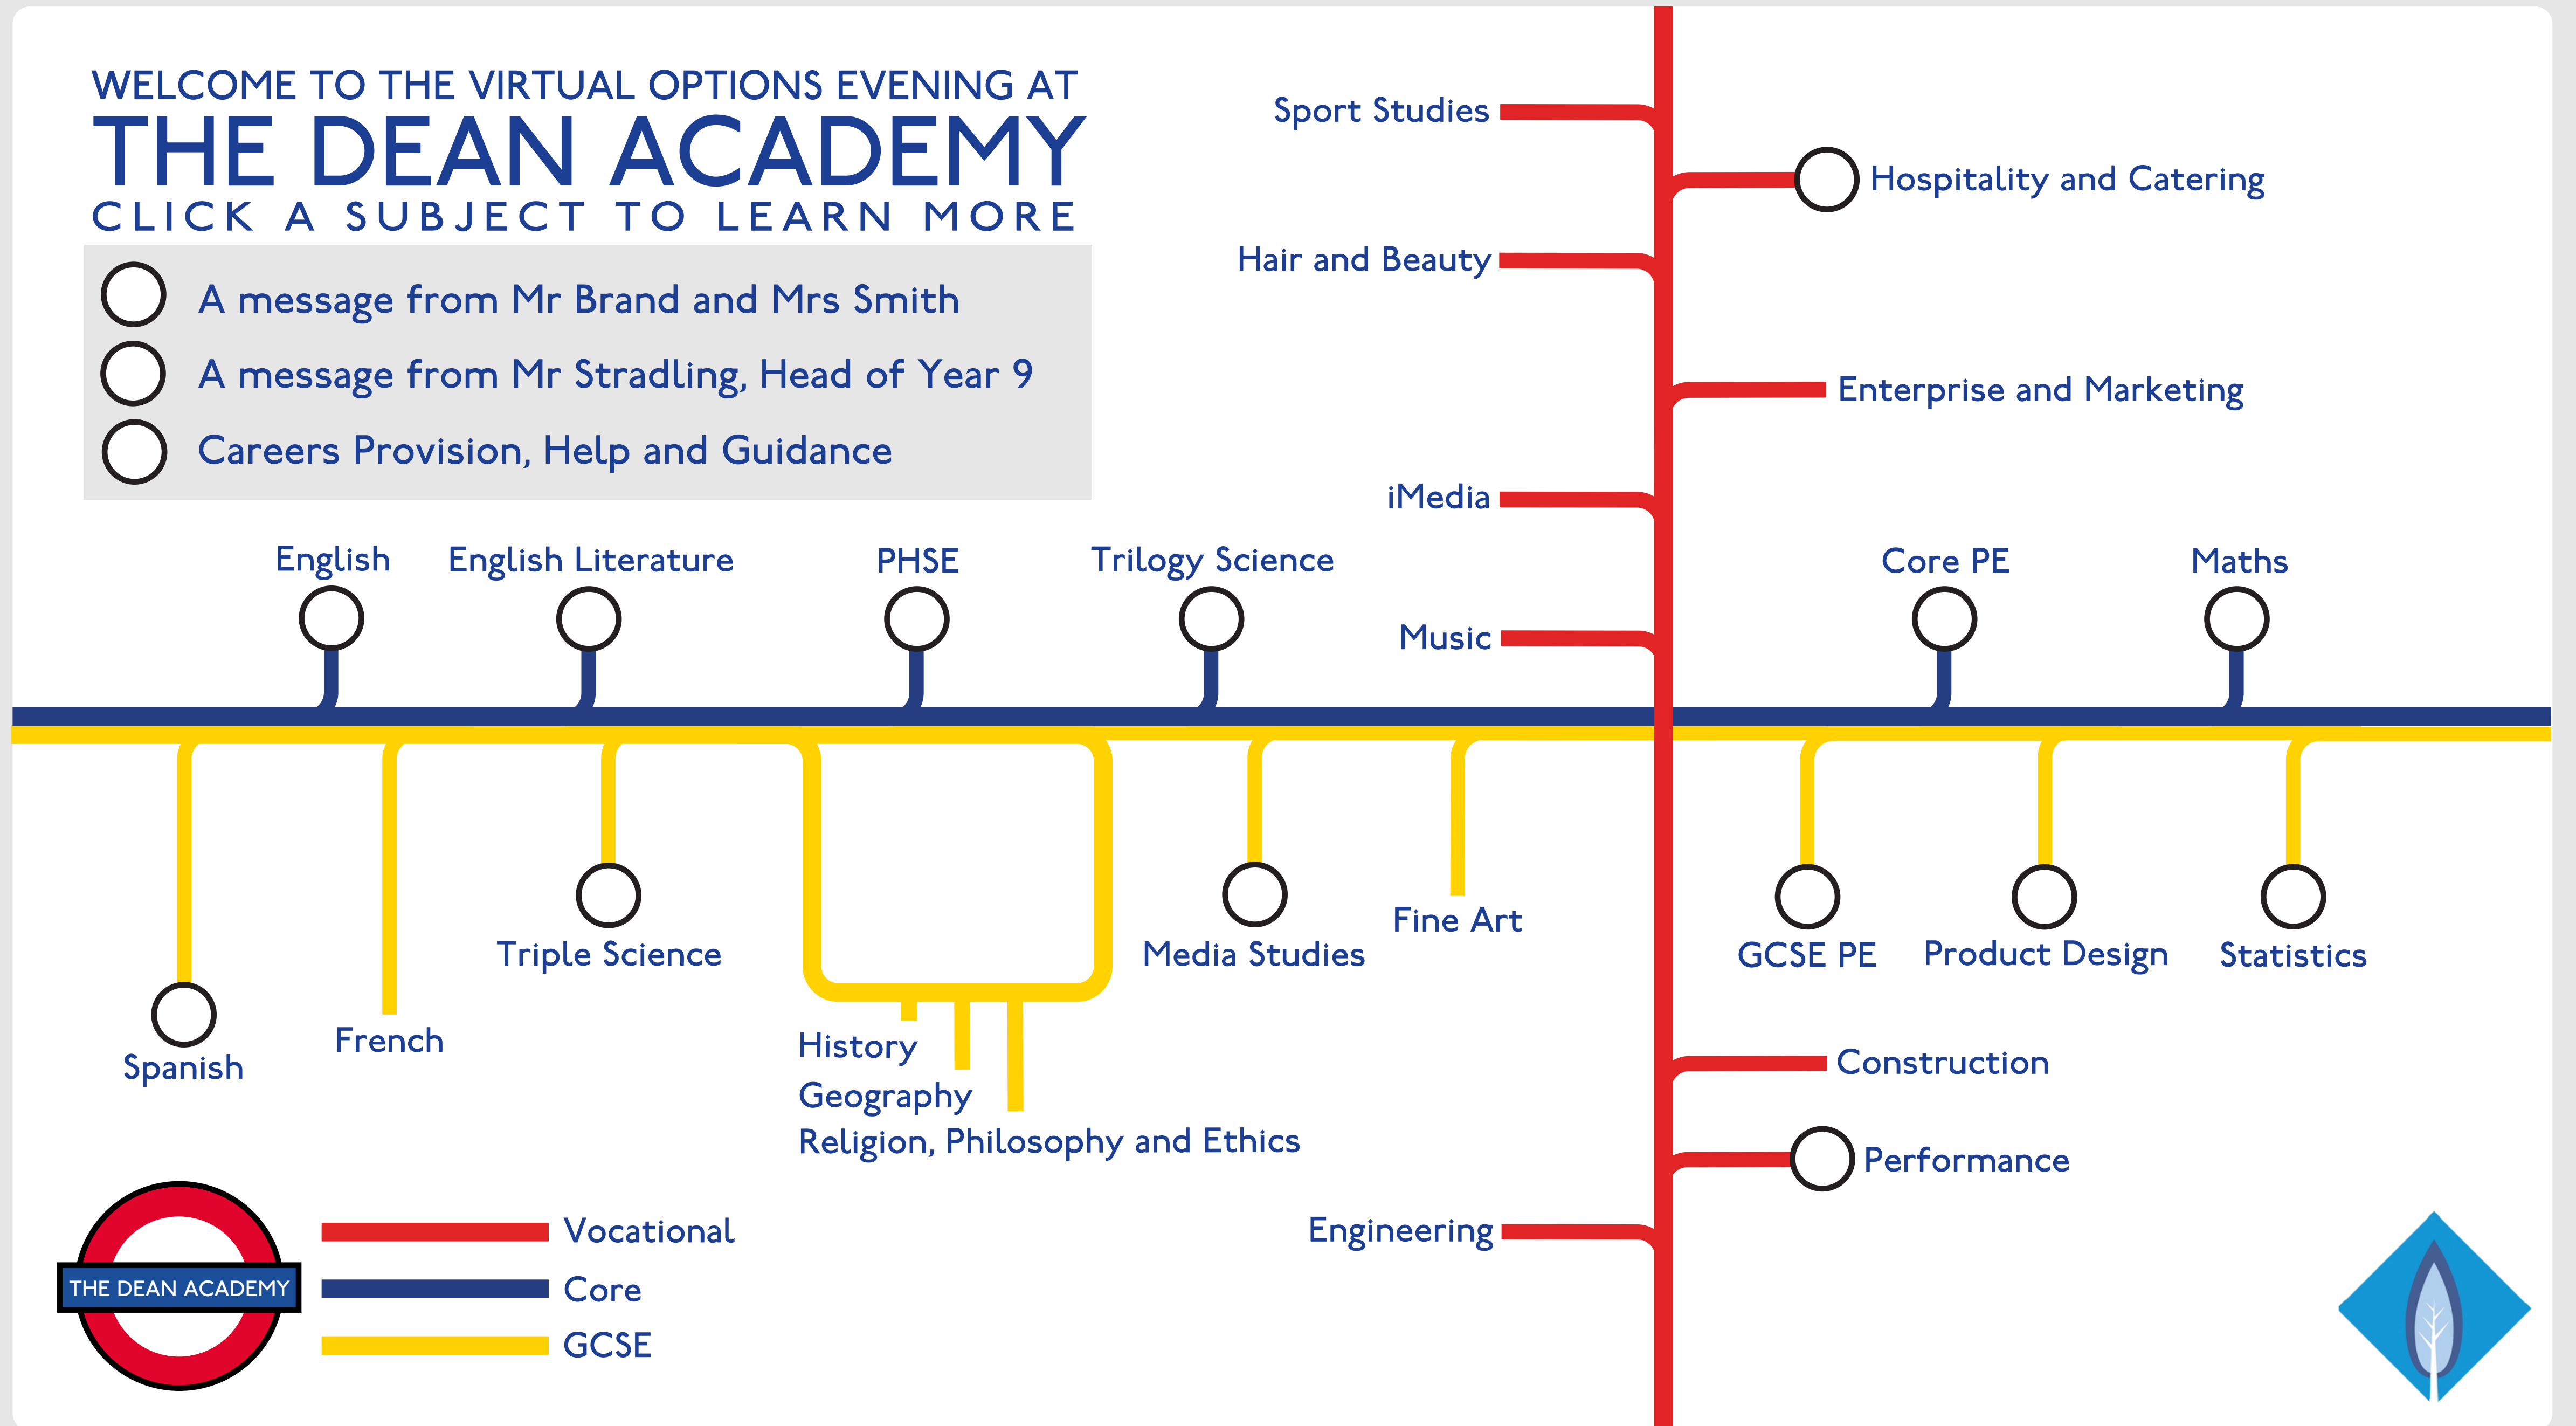 WELCOME TO THE VIRTUAL OPTIONS EVENING AT
THE DEAN ACADEMY
CLICK A SUBJECT TO LEARN MORE
A message from Mr Brand and Mrs Smith
A message from Mr Stradling, Head of Year 9
Careers Provision, Help and Guidance
Sport Studies
Hospitality and Catering
Hair and Beauty
Enterprise and Marketing
iMedia
Music
English
English Literature
PHSE
Trilogy Science
Core PE
Maths
Spanish
French
Triple Science
History
Geography
Religion, Philosophy and Ethics
Media Studies
Fine Art
GCSE PE
Product Design
Statistics
Construction
Performance
Engineering
THE DEAN ACADEMY
Vocational
Core
GCSE